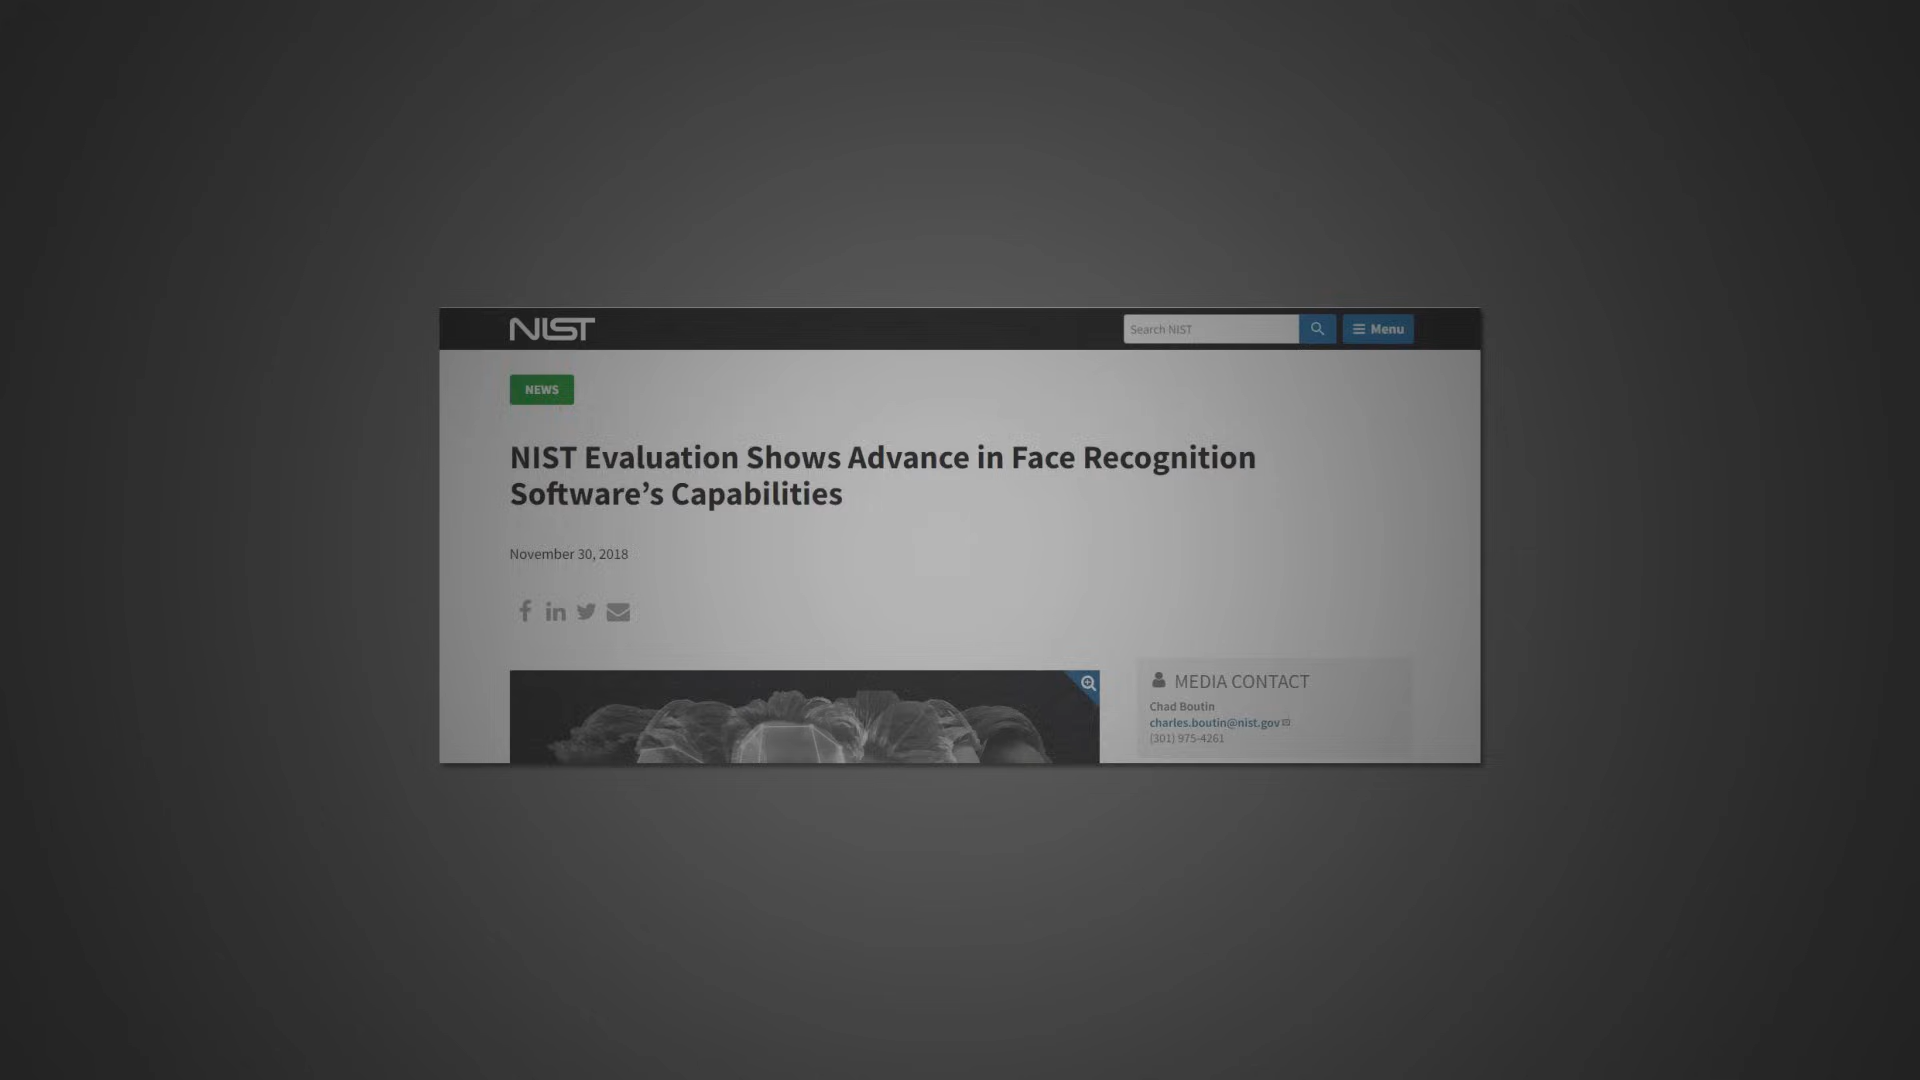 NIST
Search NIST
Menu
NEWS
NIST Evaluation Shows Advance in Face Recognition
Software’s Capabilities
November 30, 2018
MEDIA CONTACT
Chad Boutin
charles.boutin@nist.gov
(301) 975-4261